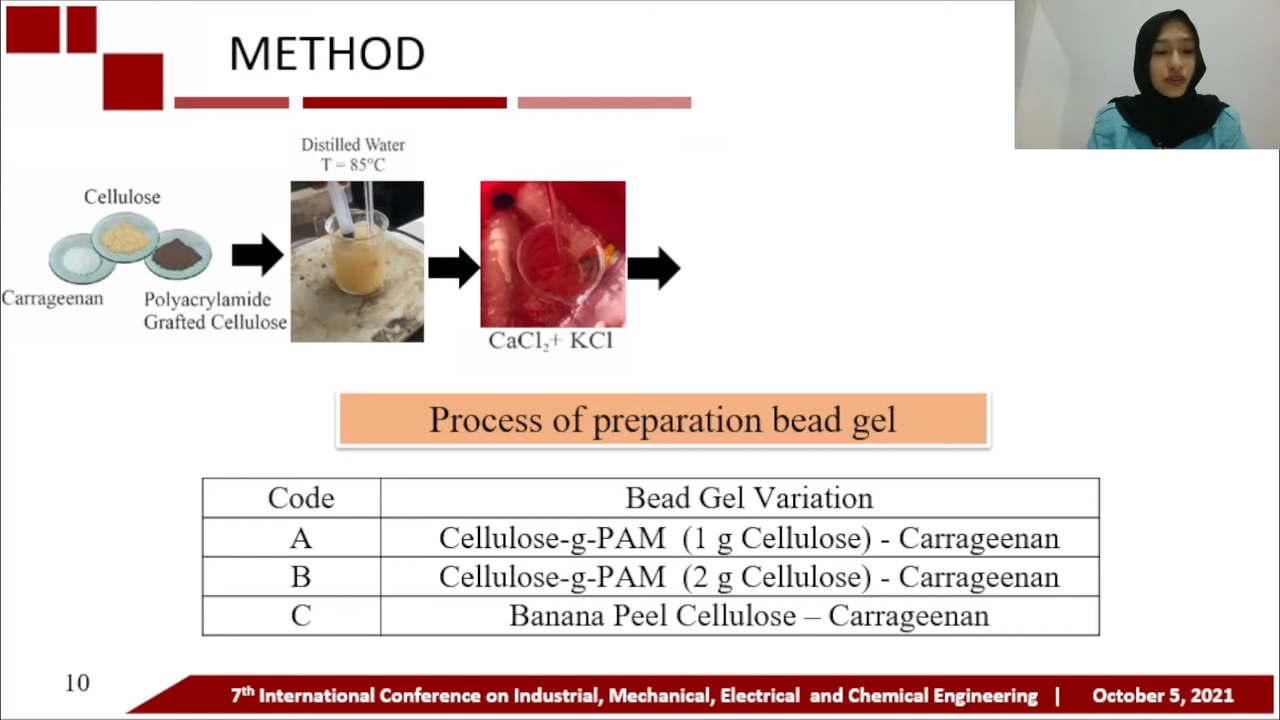 METHOD
Distilled Water
T = 85°C
Cellulose
Carrageenan
Polyacrylamide
Grafted Cellulose
CaCl₂+ KCl
Process of preparation bead gel
Code Bead Gel Variation
A Cellulose-g-PAM (1 g Cellulose) - Carrageenan
B Cellulose-g-PAM (2 g Cellulose) - Carrageenan
C Banana Peel Cellulose – Carrageenan
10
7th International Conference on Industrial, Mechanical, Electrical and Chemical Engineering | October 5, 2021